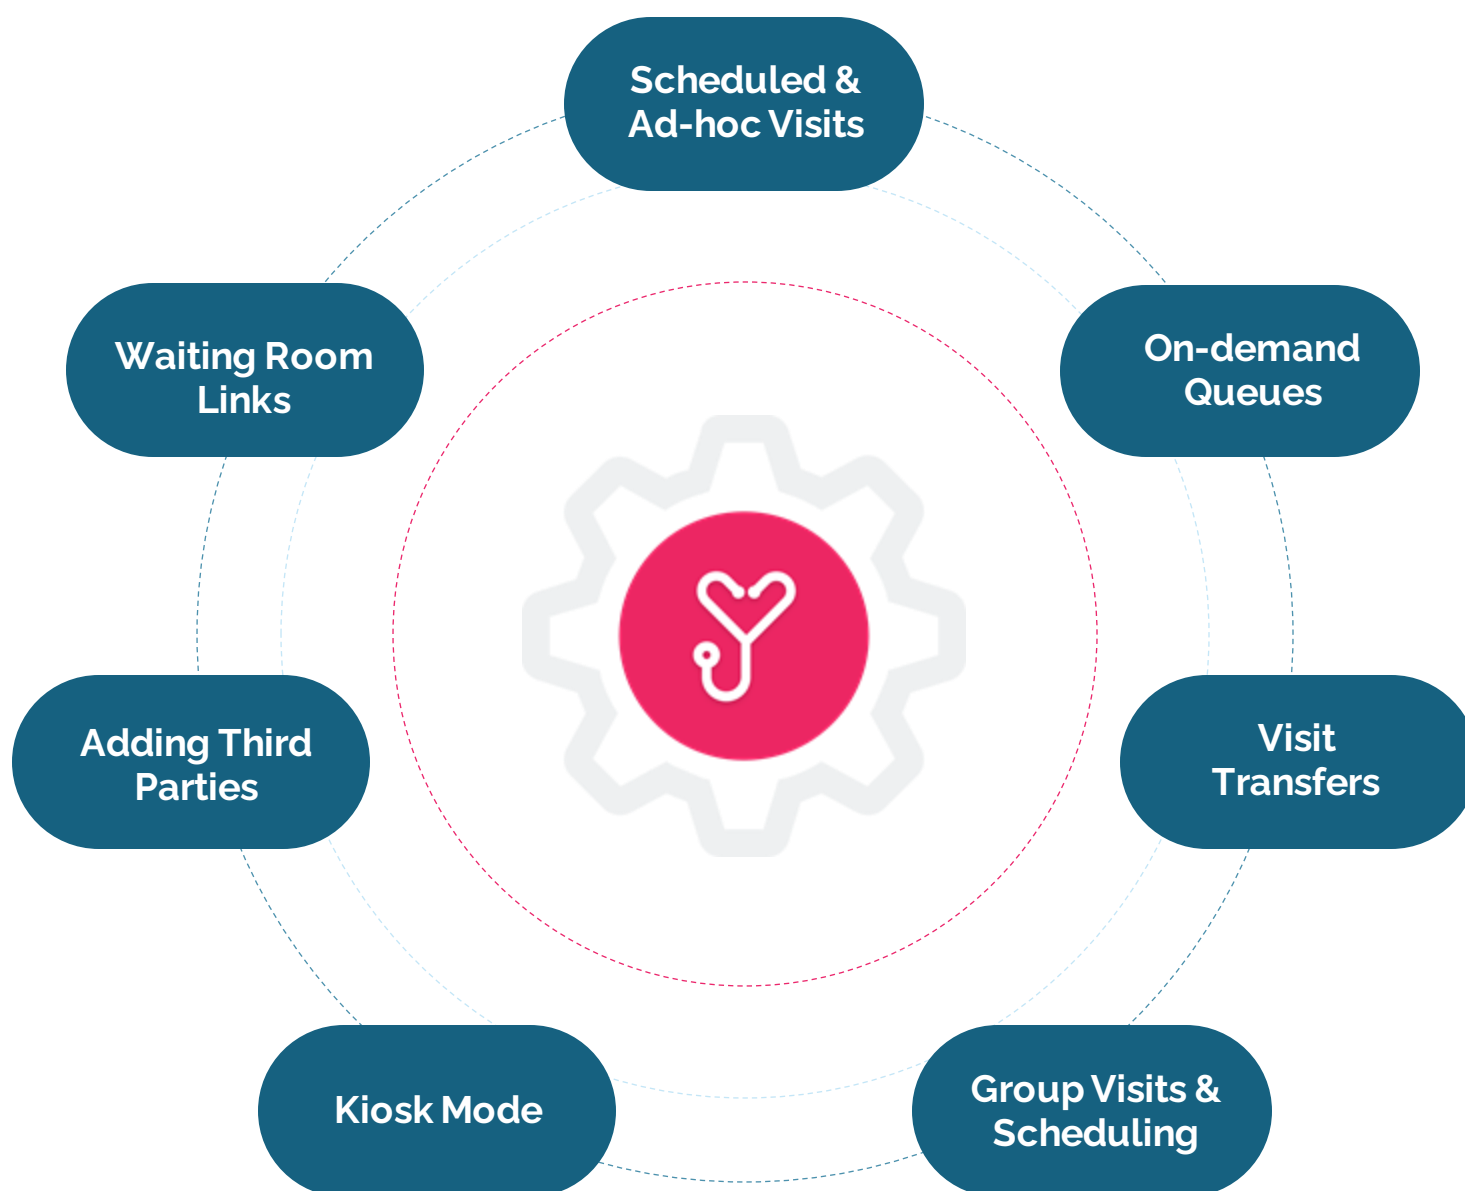 Scheduled &
Ad-hoc Visits
Waiting Room
Links
On-demand
Queues
Adding Third
Parties
Visit
Transfers
Kiosk Mode
Group Visits &
Scheduling